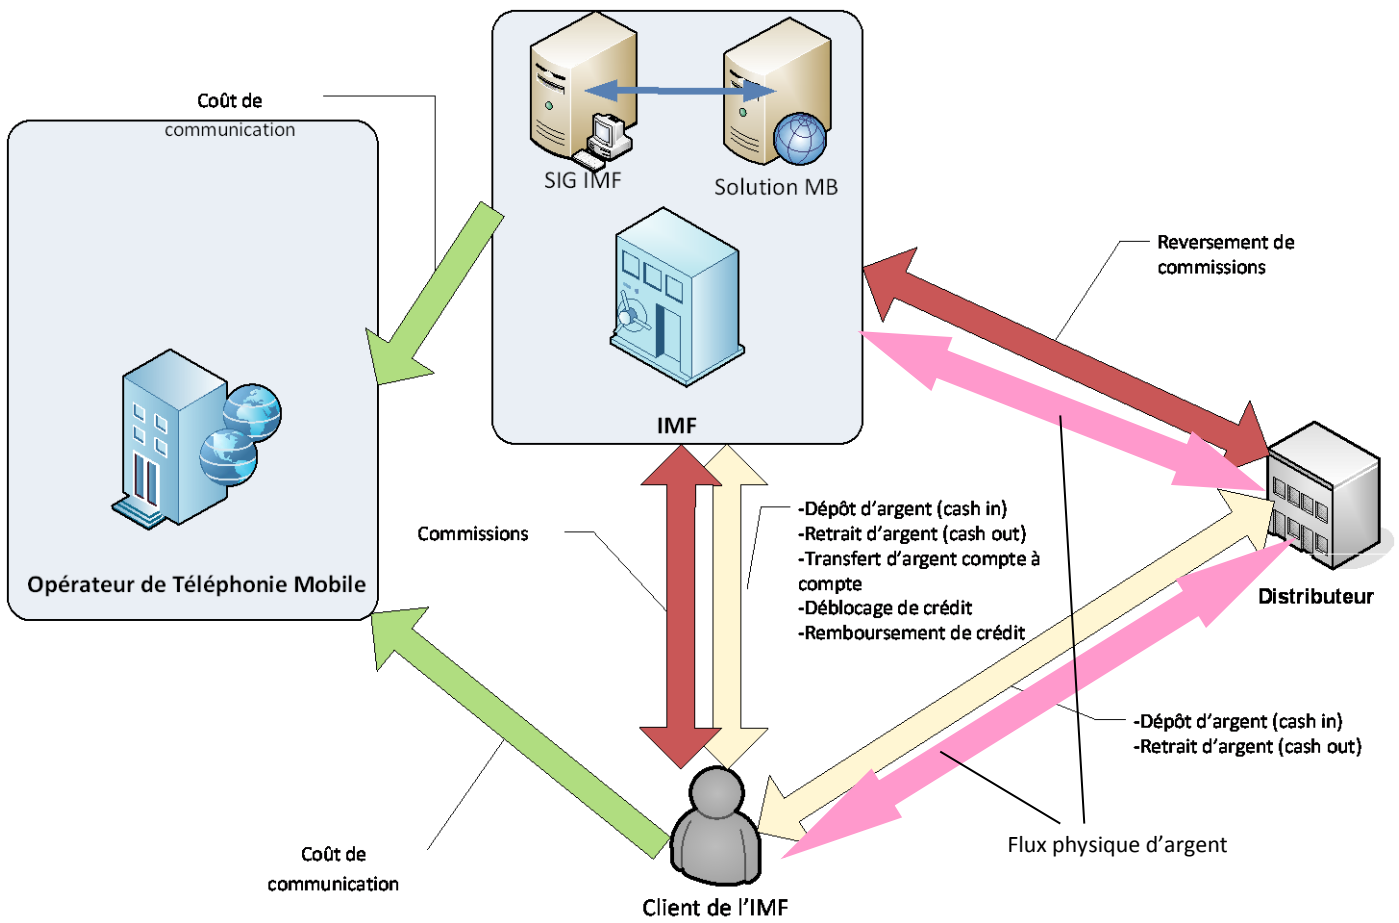 Coût de
communication
SIG IMF
Solution MB
Reversement de
commissions
IMF
-Dépôt d'argent (cash in)
-Retrait d'argent (cash out)
-Transfert d'argent compte à
compte
-Déblocage de crédit
-Remboursement de crédit
Commissions
Opérateur de Téléphonie Mobile
Distributeur
-Dépôt d'argent (cash in)
-Retrait d'argent (cash out)
Flux physique d'argent
Coût de
communication
Client de l'IMF